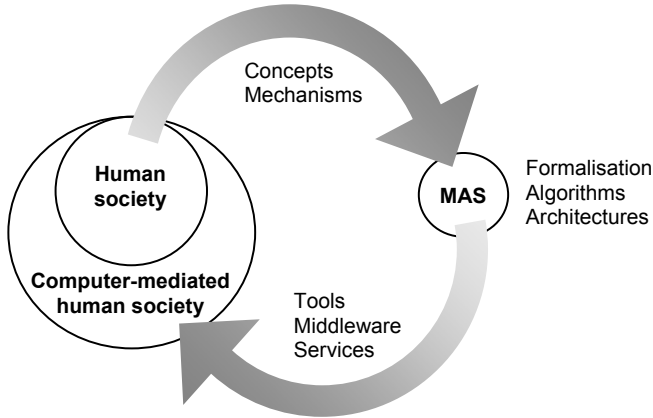 Concepts
Mechanisms
Human
society
MAS
Formalisation
Algorithms
Architectures
Computer-mediated
human society
Tools
Middleware
Services